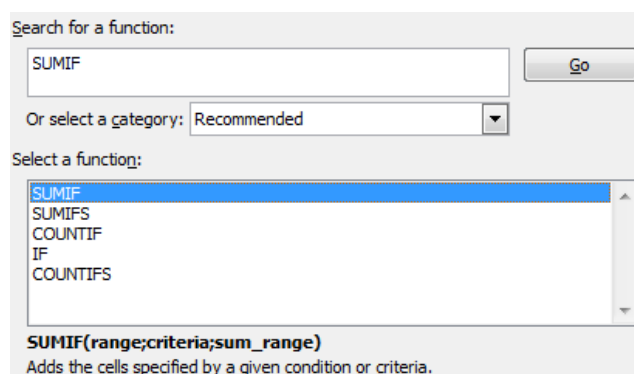 Search for a function:
SUMIF
Go
Or select a category: Recommended
Select a function:
SUMIF
SUMIFS
COUNTIF
IF
COUNTIFS
SUMIF(range;criteria;sum_range)
Adds the cells specified by a given condition or criteria.